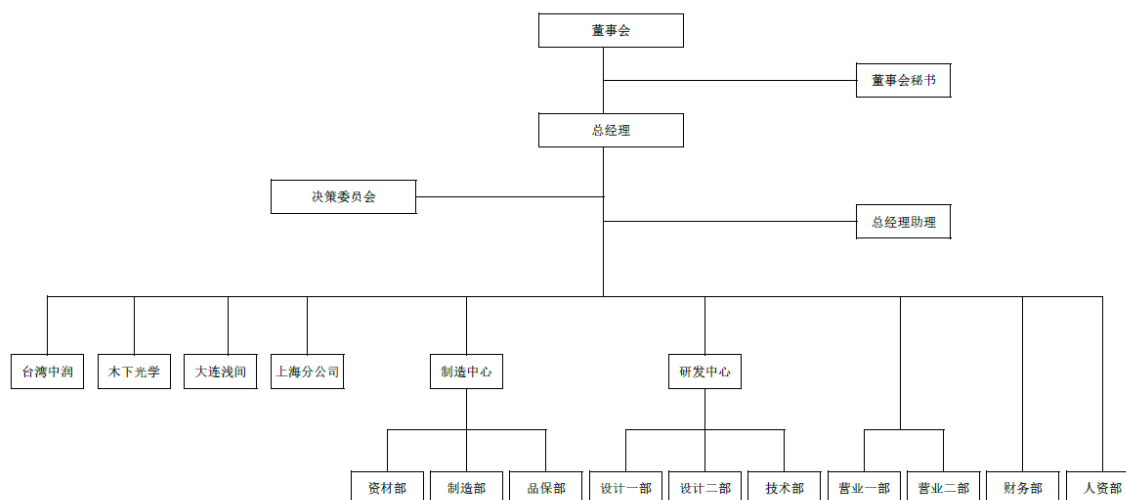 董事会
董事会秘书
总经理
决策委员会
总经理助理
台湾中润
木下光学
大连浅间
上海分公司
制造中心
研发中心
资材部
制造部
品保部
设计一部
设计二部
技术部
营业一部
营业二部
财务部
人资部